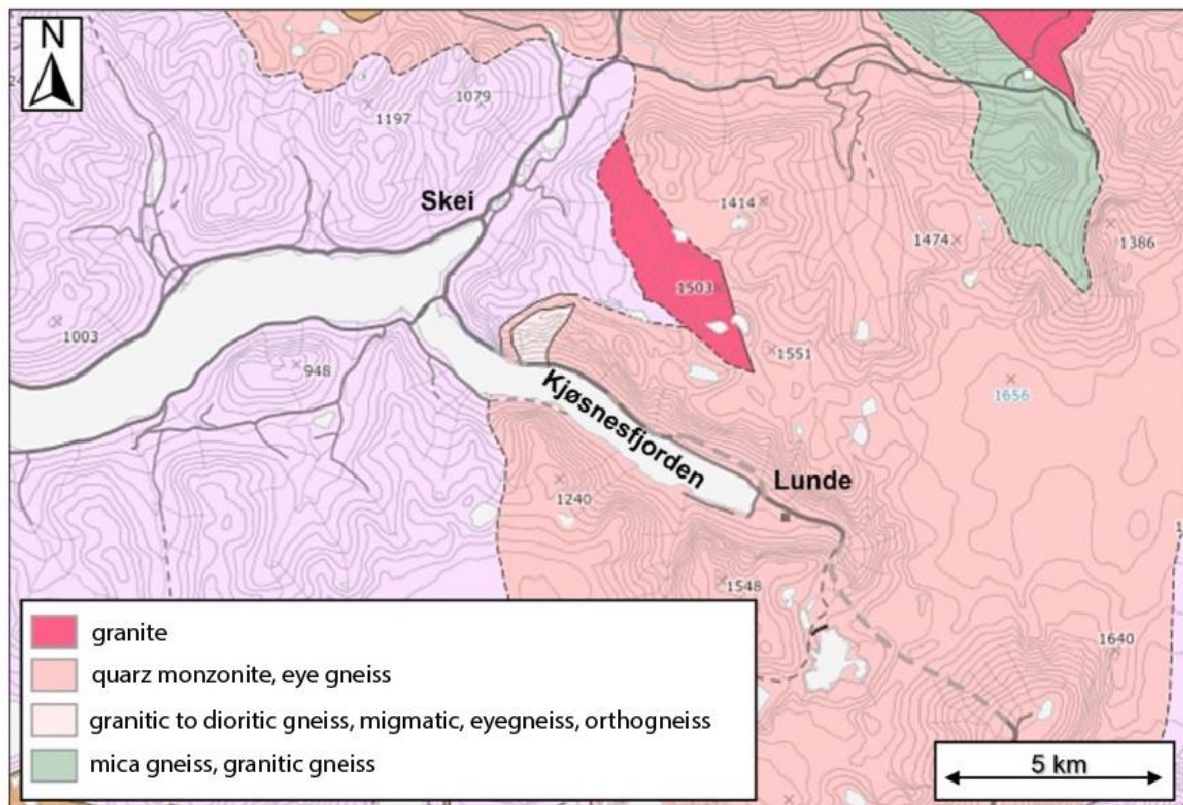 N
1079
1197
Skei
1414
1474
1386
1503
1003
948
1551
1656
Kjøsnesfjorden
1240
Lunde
1548
1640
granite
quarz monzonite, eye gneiss
granitic to dioritic gneiss, migmatic, eyegneiss, orthogneiss
mica gneiss, granitic gneiss
5 km